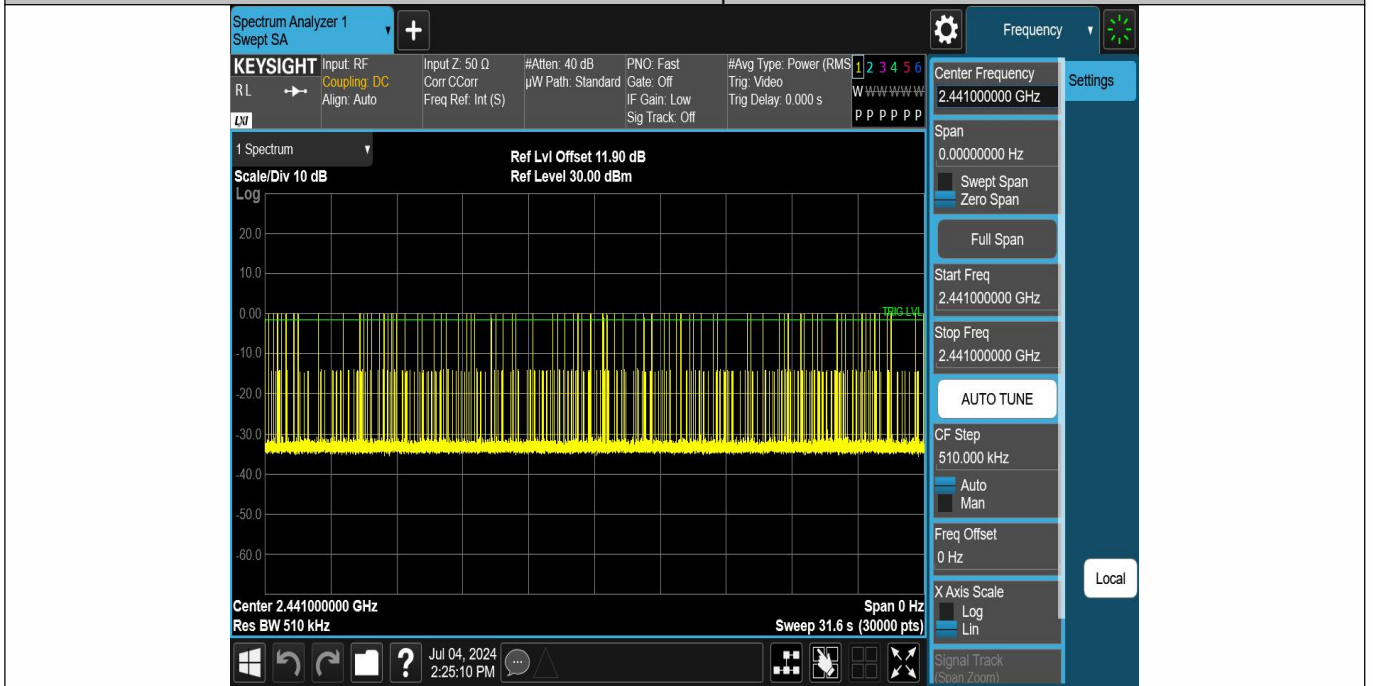 Spectrum Analyzer 1
Swept SA
+
Frequency
KEYSIGHT
RL
LXI
Input: RF
Coupling: DC
Align: Auto
Input Z: 50 Ω
Corr CCorr
Freq Ref: Int (S)
#Atten: 40 dB
µW Path: Standard
PNO: Fast
Gate: Off
IF Gain: Low
Sig Track: Off
#Avg Type: Power (RMS
Trig: Video
Trig Delay: 0.000 s
1 2 3 4 5 6
W W W W W W
P P P P P P
1 Spectrum
Scale/Div 10 dB
Ref Lvl Offset 11.90 dB
Ref Level 30.00 dBm
Log
20.0
10.0
0.00
-10.0
-20.0
-30.0
-40.0
-50.0
-60.0
TRIG LVL
Center 2.441000000 GHz
Span 0 Hz
Res BW 510 kHz
Sweep 31.6 s (30000 pts)
Center Frequency
2.441000000 GHz
Settings
Span
0.00000000 Hz
Swept Span
Zero Span
Full Span
Start Freq
2.441000000 GHz
Stop Freq
2.441000000 GHz
AUTO TUNE
CF Step
510.000 kHz
Auto
Man
Freq Offset
0 Hz
X Axis Scale
Log
Lin
Signal Track
(Span Zoom)
Local
?
Jul 04, 2024
2:25:10 PM